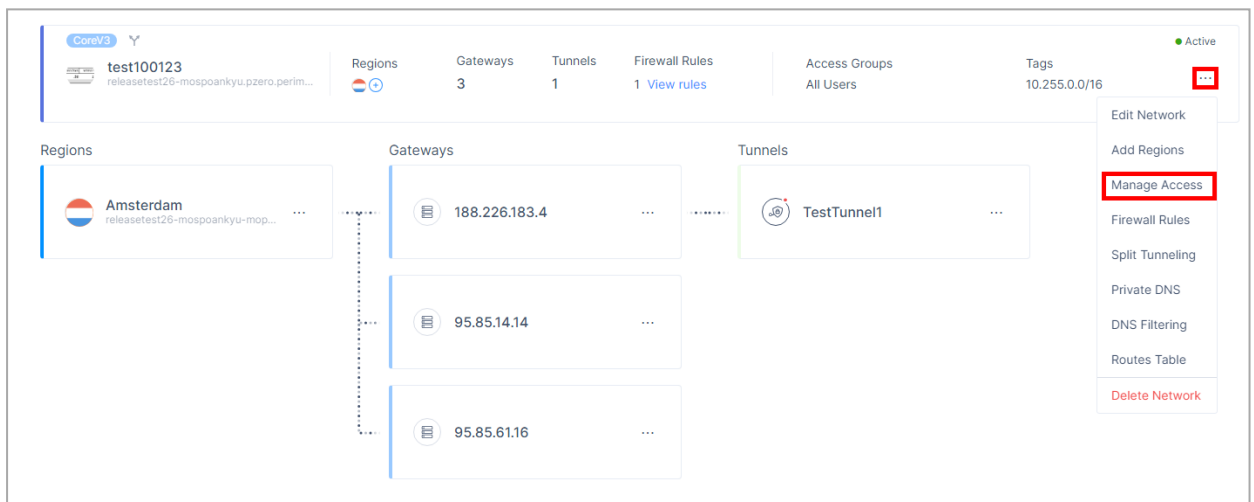 CoreV3
Active
test100123
releasetest26-mospoankyu.pzero.perim...
Regions
Gateways
3
Tunnels
1
Firewall Rules
1 View rules
Access Groups
All Users
Tags
10.255.0.0/16
...
Edit Network
Add Regions
Manage Access
Firewall Rules
Split Tunneling
Private DNS
DNS Filtering
Routes Table
Delete Network
Regions
Gateways
Tunnels
Amsterdam
releasetest26-mospoankyu-mop...
...
188.226.183.4
...
TestTunnel1
...
95.85.14.14
...
95.85.61.16
...